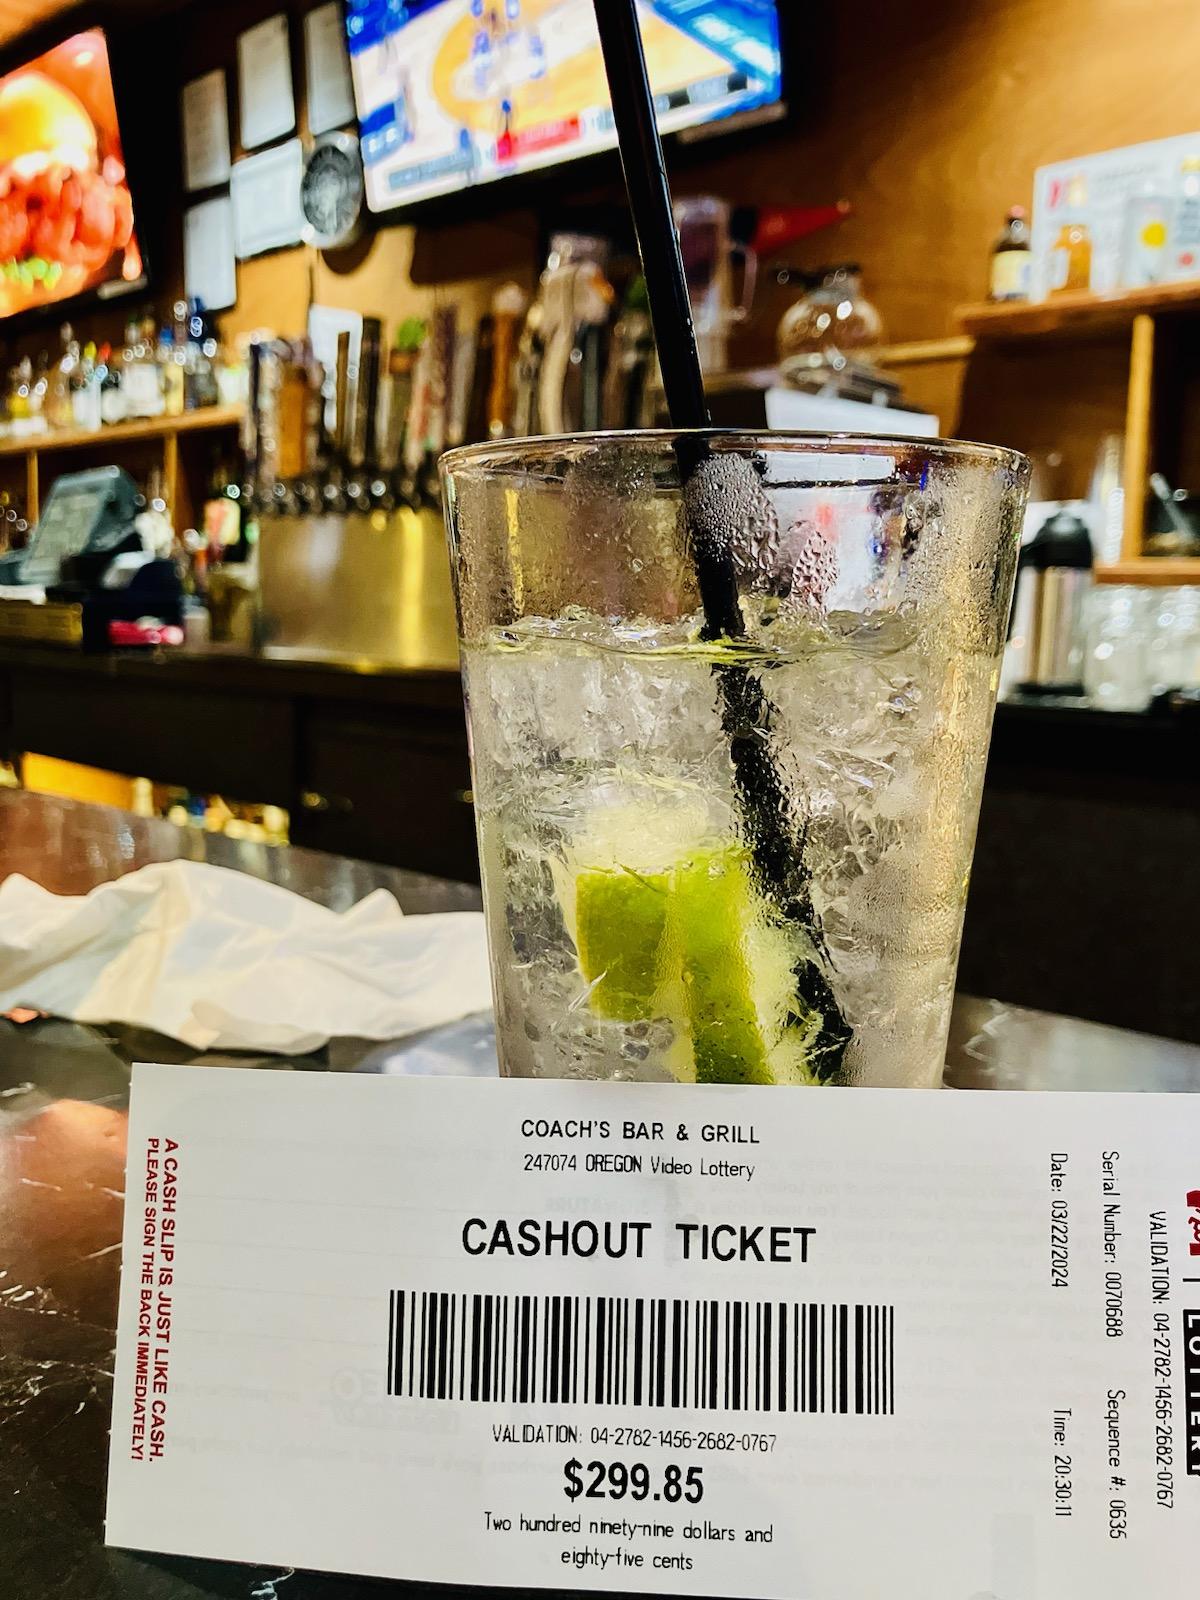 COACH'S BAR & GRILL
247074 OREGON Video Lottery
CASHOUT TICKET
VALIDATION: 04-2782-1456-2682-0767
$299.85
Two hundred ninety-nine dollars and
eighty-five cents
A CASH SLIP IS JUST LIKE CASH.
PLEASE SIGN THE BACK IMMEDIATELY!
Date: 03/22/2024 Time: 20:30:11
Serial Number: 0070688 Sequence #: 0635
VALIDATION: 04-2782-1456-2682-0767
LOTTERY